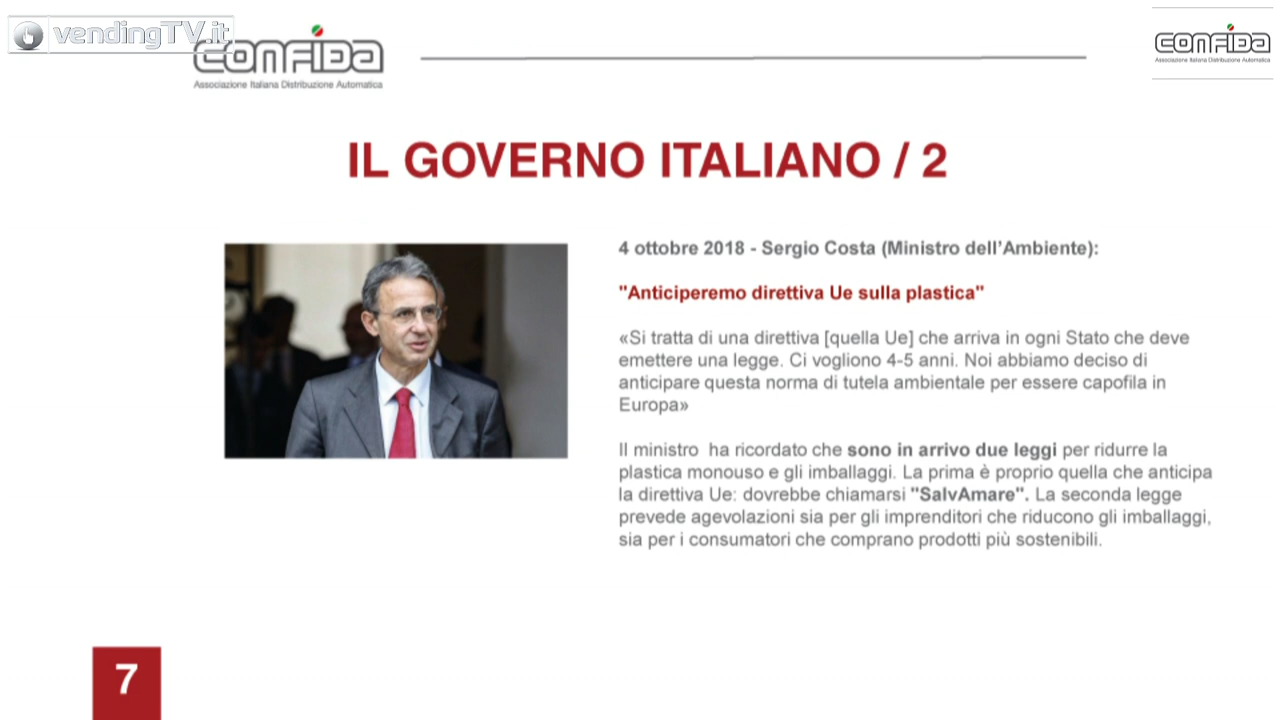 vendingTV.it
CONFIDA
Associazione Italiana Distribuzione Automatica
CONFIDA
Associazione Italiana Distribuzione Automatica
IL GOVERNO ITALIANO / 2
4 ottobre 2018 - Sergio Costa (Ministro dell'Ambiente):
"Anticiperemo direttiva Ue sulla plastica"
«Si tratta di una direttiva [quella Ue] che arriva in ogni Stato che deve
emettere una legge. Ci vogliono 4-5 anni. Noi abbiamo deciso di
anticipare questa norma di tutela ambientale per essere capofila in
Europa»
Il ministro  ha ricordato che sono in arrivo due leggi per ridurre la
plastica monouso e gli imballaggi. La prima è proprio quella che anticipa
la direttiva Ue: dovrebbe chiamarsi "SalvAmare". La seconda legge
prevede agevolazioni sia per gli imprenditori che riducono gli imballaggi,
sia per i consumatori che comprano prodotti più sostenibili.
7